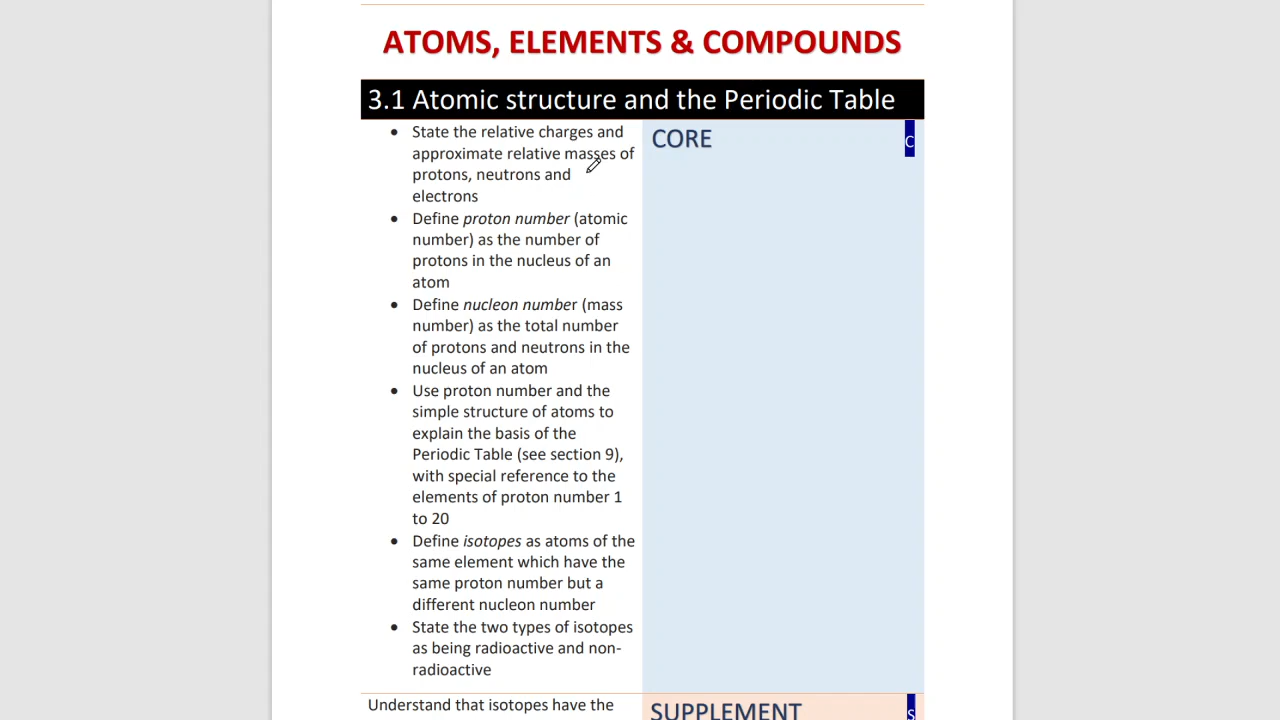 ATOMS, ELEMENTS & COMPOUNDS
3.1 Atomic structure and the Periodic Table
• State the relative charges and
approximate relative masses of
protons, neutrons and
electrons
• Define proton number (atomic
number) as the number of
protons in the nucleus of an
atom
• Define nucleon number (mass
number) as the total number
of protons and neutrons in the
nucleus of an atom
• Use proton number and the
simple structure of atoms to
explain the basis of the
Periodic Table (see section 9),
with special reference to the
elements of proton number 1
to 20
• Define isotopes as atoms of the
same element which have the
same proton number but a
different nucleon number
• State the two types of isotopes
as being radioactive and non-
radioactive
CORE
C
Understand that isotopes have the
SUPPLEMENT
S